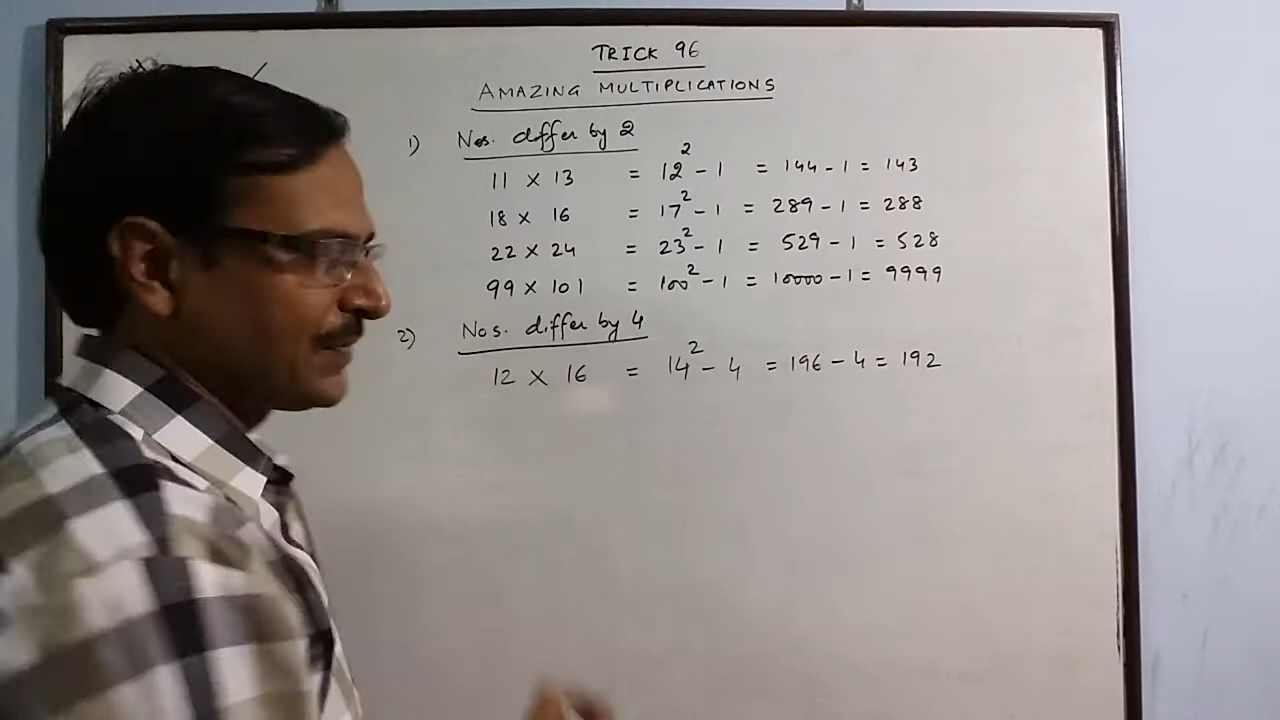 TRICK 96
AMAZING MULTIPLICATIONS
1) Nos. differ by 2
11 × 13 = 12² - 1 = 144 - 1 = 143
18 × 16 = 17² - 1 = 289 - 1 = 288
22 × 24 = 23² - 1 = 529 - 1 = 528
99 × 101 = 100² - 1 = 10000 - 1 = 9999
2) Nos. differ by 4
12 × 16 = 14² - 4 = 196 - 4 = 192